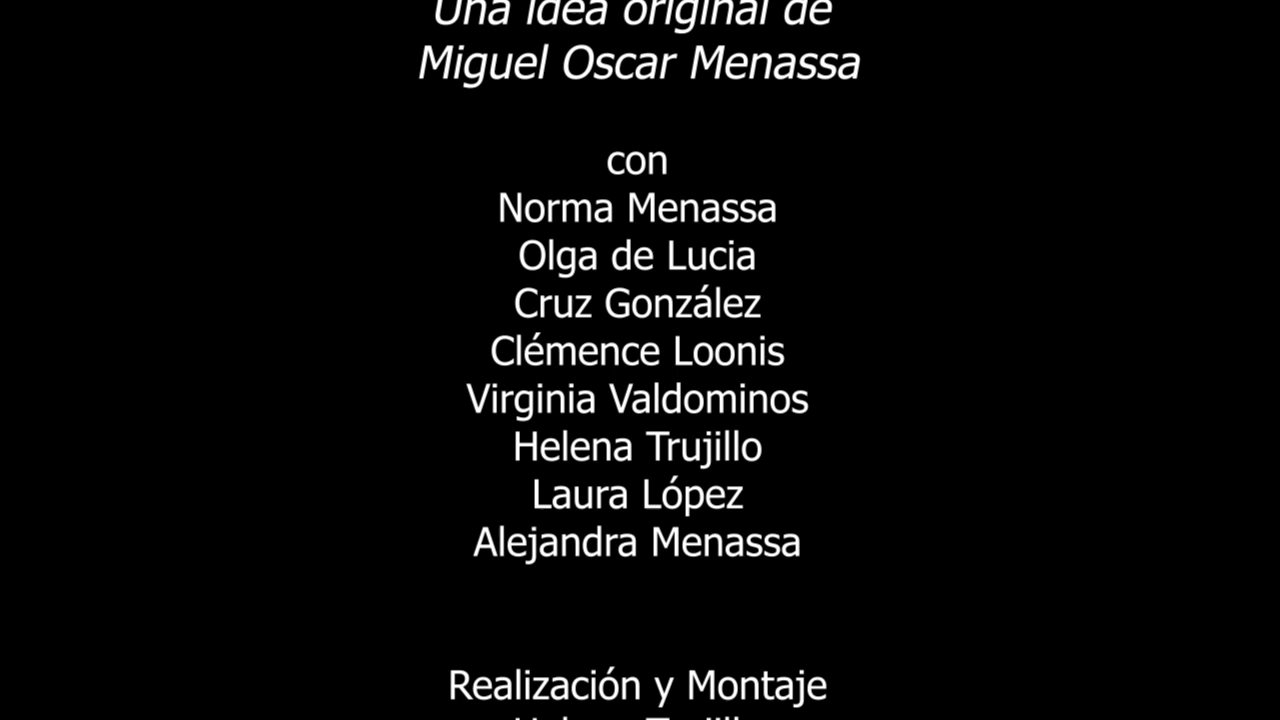 Una idea original de
Miguel Oscar Menassa
con
Norma Menassa
Olga de Lucia
Cruz González
Clémence Loonis
Virginia Valdominos
Helena Trujillo
Laura López
Alejandra Menassa
Realización y Montaje